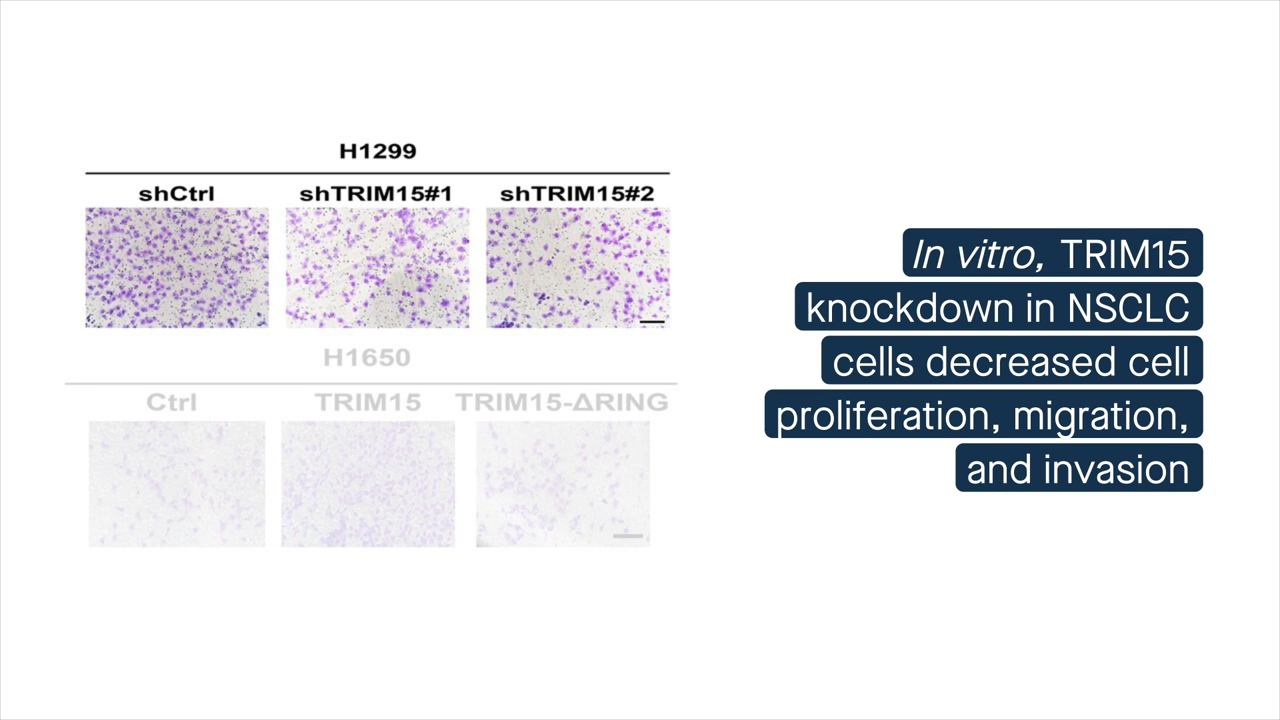 H1299
shCtrl shTRIM15#1 shTRIM15#2
H1650
Ctrl TRIM15 TRIM15-ΔRING
In vitro, TRIM15
knockdown in NSCLC
cells decreased cell
proliferation, migration,
and invasion